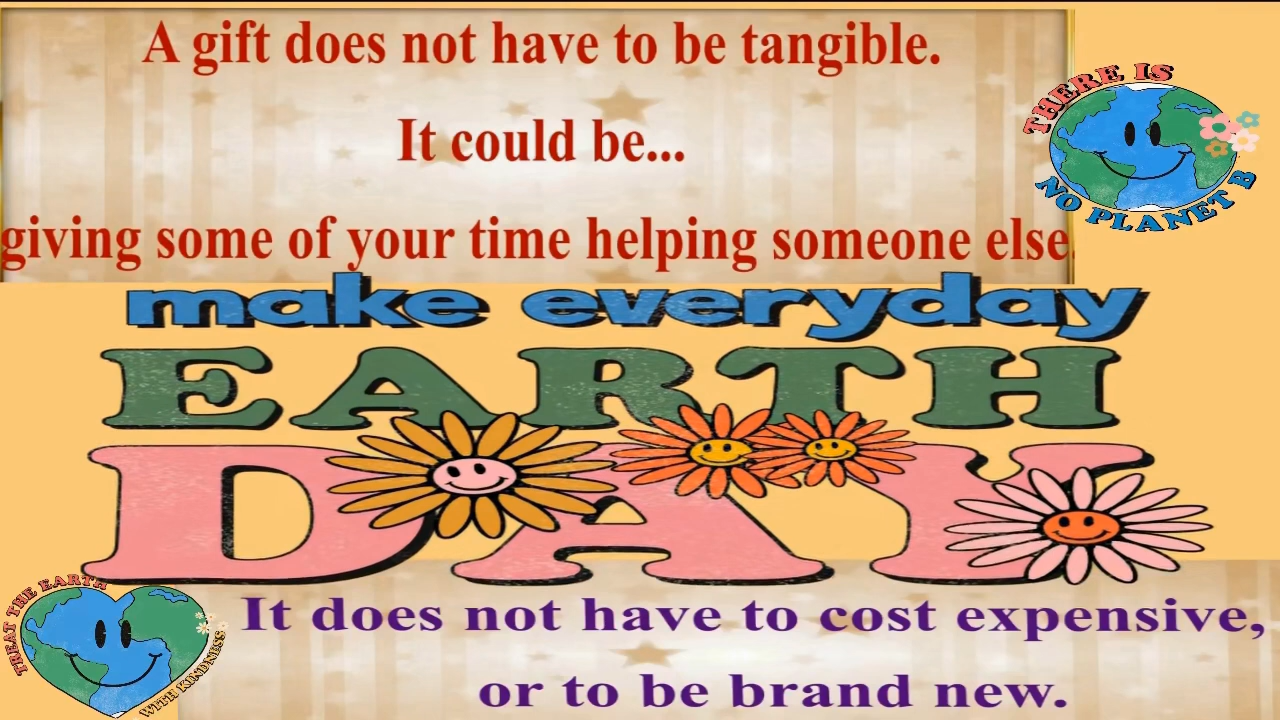 A gift does not have to be tangible.
It could be...
giving some of your time helping someone else.
THERE IS
NO PLANET B
make everyday
EARTH
DAY
TREAT THE EARTH
WITH KINDNESS
It does not have to cost expensive,
or to be brand new.